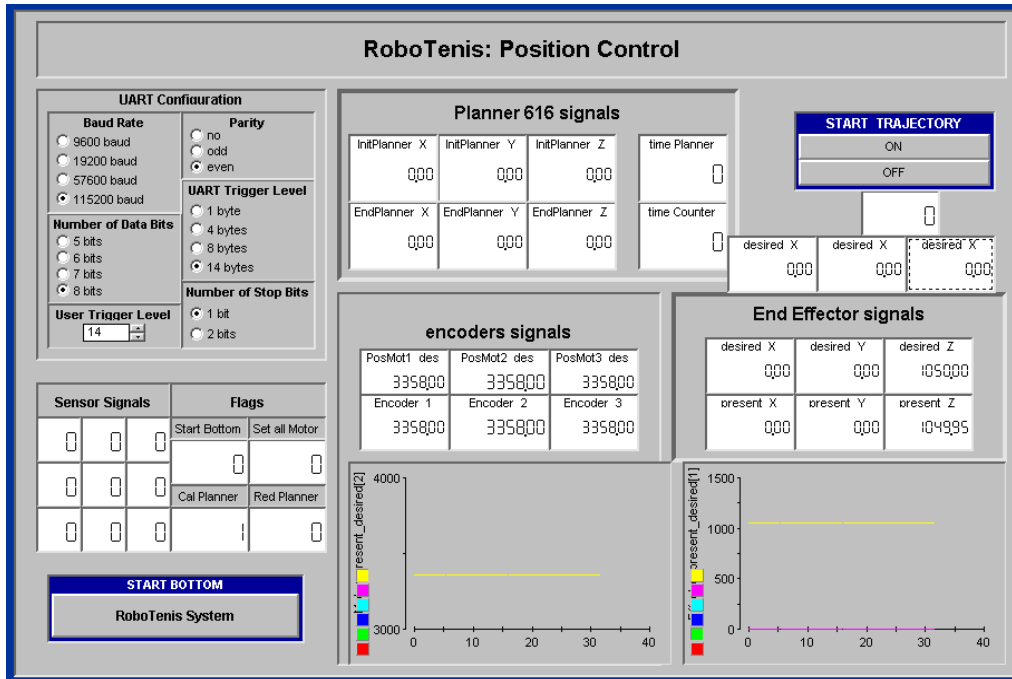 RoboTenis: Position Control
UART Configuration
Baud Rate
9600 baud
19200 baud
57600 baud
115200 baud
Number of Data Bits
5 bits
6 bits
7 bits
8 bits
User Trigger Level
14
Parity
no
odd
even
UART Trigger Level
1 byte
4 bytes
8 bytes
14 bytes
Number of Stop Bits
1 bit
2 bits
Planner 616 signals
InitPlanner X InitPlanner Y InitPlanner Z time Planner
0,00 0,00 0,00 0
EndPlanner X EndPlanner Y EndPlanner Z time Counter
0,00 0,00 0,00 0
START TRAJECTORY
ON
OFF
0
desired X desired X desired X
0,00 0,00 0,00
encoders signals
PosMot1 des PosMot2 des PosMot3 des
3358,00 3358,00 3358,00
Encoder 1 Encoder 2 Encoder 3
3358,00 3358,00 3358,00
End Effector signals
desired X desired Y desired Z
0,00 0,00 1050,00
present X present Y present Z
0,00 0,00 1049,95
Sensor Signals
0 0 0
0 0 0
0 0 0
Flags
Start Bottom Set all Motor
0 0
Cal Planner Red Planner
1 0
START BOTTOM
RoboTenis System
resent_desired[2]
4000
3000
0 10 20 30 40
present_desired[1]
1500
1000
500
0
0 10 20 30 40